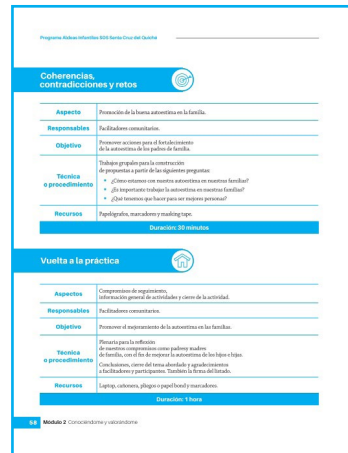 Programa Aldeas Infantiles SOS Santa Cruz del Quiché
Coherencias,
contradicciones y retos
Aspecto
Promoción de la buena autoestima en la familia.
Responsables
Facilitadores comunitarios.
Objetivo
Promover acciones para el fortalecimiento
de la autoestima de los padres de familia.
Técnica
o procedimiento
Trabajos grupales para la construcción
de propuestas a partir de las siguientes preguntas:
• ¿Cómo estamos con nuestra autoestima en nuestras familias?
• ¿Es importante trabajar la autoestima en nuestras familias?
• ¿Qué tenemos que hacer para ser mejores personas?
Recursos
Papelógrafos, marcadores y masking tape.
Duración: 30 minutos
Vuelta a la práctica
Aspectos
Compromisos de seguimiento,
información general de actividades y cierre de la actividad.
Responsables
Facilitadores comunitarios.
Objetivo
Promover el mejoramiento de la autoestima en las familias.
Técnica
o procedimiento
Plenaria para la reflexión
de nuestros compromisos como padres y madres
de familia, con el fin de mejorar la autoestima de los hijos e hijas.
Conclusiones, cierre del tema abordado y agradecimientos
a facilitadores y participantes. También la firma del listado.
Recursos
Laptop, cañonera, pliegos o papel bond y marcadores.
Duración: 1 hora
58 Módulo 2 Conociéndome y valorándome